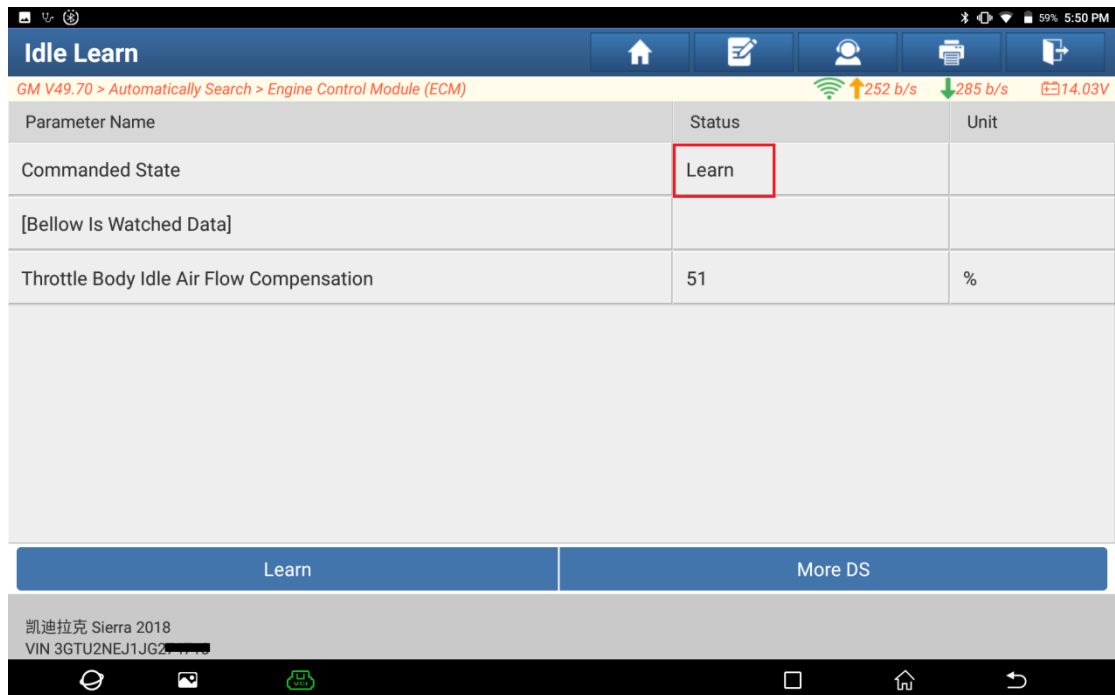 59% 5:50 PM
Idle Learn
GM V49.70 > Automatically Search > Engine Control Module (ECM) 252 b/s 285 b/s 14.03V
Parameter Name Status Unit
Commanded State Learn
[Bellow Is Watched Data]
Throttle Body Idle Air Flow Compensation 51 %
Learn More DS
凯迪拉克 Sierra 2018
VIN 3GTU2NEJ1JG2
VCI